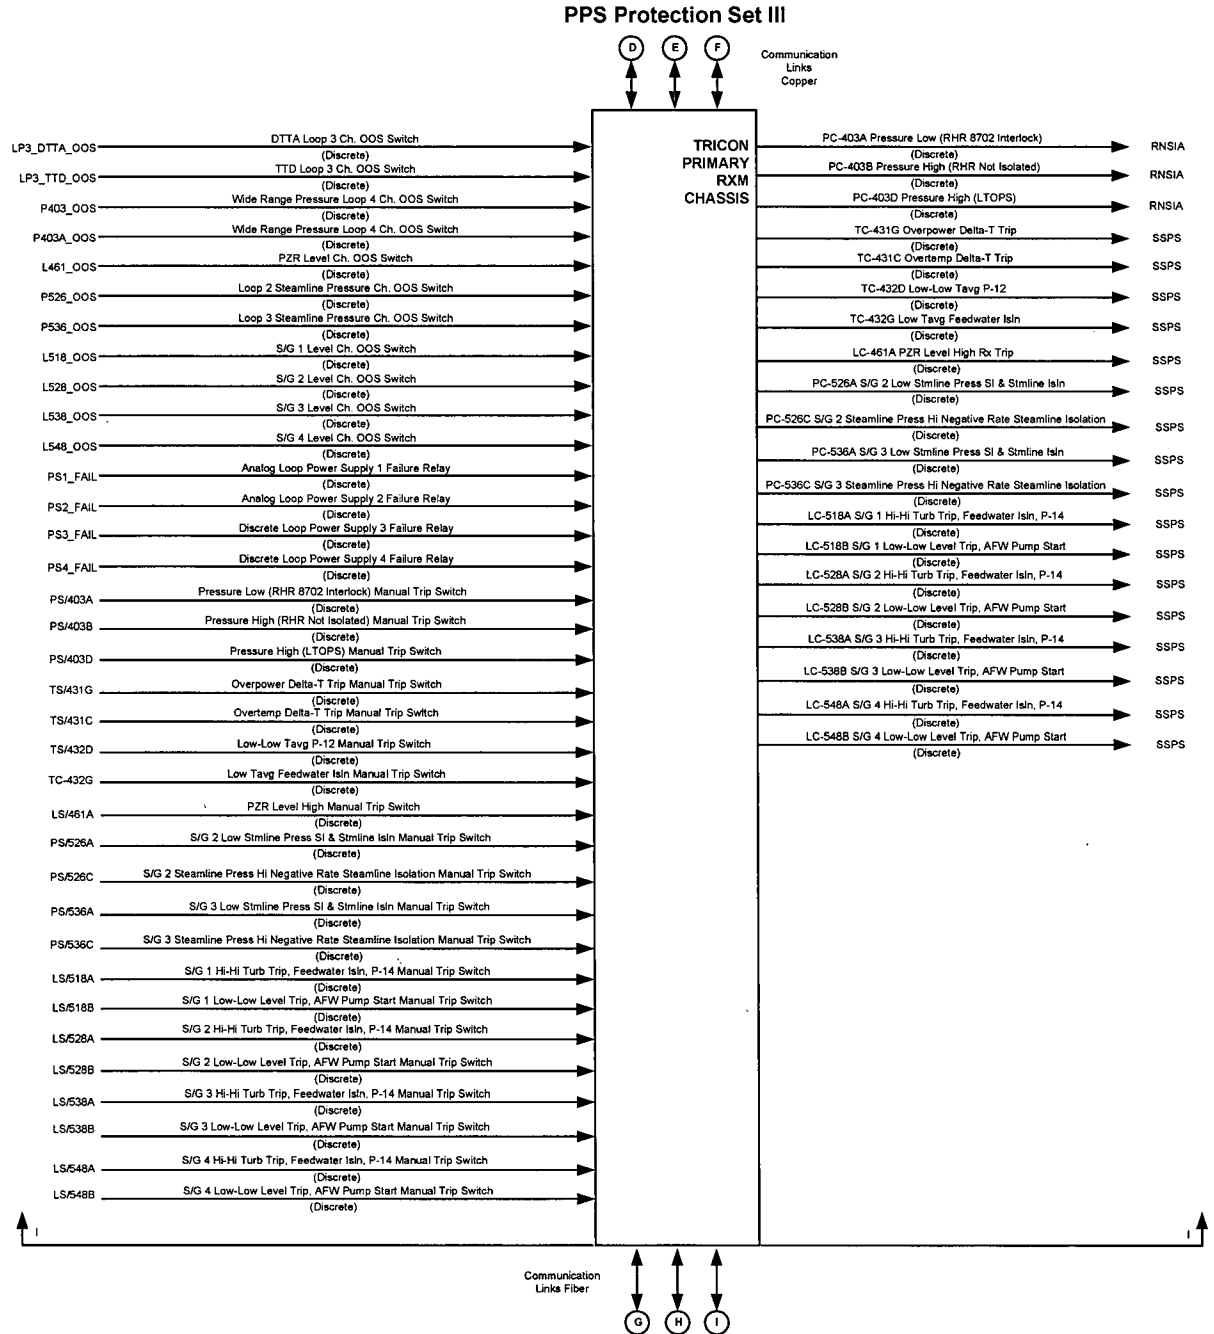 PPS Protection Set III
D E F
Communication
Links
Copper
TRICON
PRIMARY
RXM
CHASSIS
LP3_DTTA_OOS DTTA Loop 3 Ch. OOS Switch
(Discrete)
LP3_TTD_OOS TTD Loop 3 Ch. OOS Switch
(Discrete)
P403_OOS Wide Range Pressure Loop 4 Ch. OOS Switch
(Discrete)
P403A_OOS Wide Range Pressure Loop 4 Ch. OOS Switch
(Discrete)
L461_OOS PZR Level Ch. OOS Switch
(Discrete)
P526_OOS Loop 2 Steamline Pressure Ch. OOS Switch
(Discrete)
P536_OOS Loop 3 Steamline Pressure Ch. OOS Switch
(Discrete)
L518_OOS S/G 1 Level Ch. OOS Switch
(Discrete)
L528_OOS S/G 2 Level Ch. OOS Switch
(Discrete)
L538_OOS S/G 3 Level Ch. OOS Switch
(Discrete)
L548_OOS S/G 4 Level Ch. OOS Switch
(Discrete)
PS1_FAIL Analog Loop Power Supply 1 Failure Relay
(Discrete)
PS2_FAIL Analog Loop Power Supply 2 Failure Relay
(Discrete)
PS3_FAIL Discrete Loop Power Supply 3 Failure Relay
(Discrete)
PS4_FAIL Discrete Loop Power Supply 4 Failure Relay
(Discrete)
PS/403A Pressure Low (RHR 8702 Interlock) Manual Trip Switch
(Discrete)
PS/403B Pressure High (RHR Not Isolated) Manual Trip Switch
(Discrete)
PS/403D Pressure High (LTOPS) Manual Trip Switch
(Discrete)
TS/431G Overpower Delta-T Trip Manual Trip Switch
(Discrete)
TS/431C Overtemp Delta-T Trip Manual Trip Switch
(Discrete)
TS/432D Low-Low Tavg P-12 Manual Trip Switch
(Discrete)
TC-432G Low Tavg Feedwater Isln Manual Trip Switch
(Discrete)
LS/461A PZR Level High Manual Trip Switch
(Discrete)
PS/526A S/G 2 Low Stmline Press SI & Stmline Isln Manual Trip Switch
(Discrete)
PS/526C S/G 2 Steamline Press Hi Negative Rate Steamline Isolation Manual Trip Switch
(Discrete)
PS/536A S/G 3 Low Stmline Press SI & Stmline Isln Manual Trip Switch
(Discrete)
PS/536C S/G 3 Steamline Press Hi Negative Rate Steamline Isolation Manual Trip Switch
(Discrete)
LS/518A S/G 1 Hi-Hi Turb Trip, Feedwater Isln, P-14 Manual Trip Switch
(Discrete)
LS/518B S/G 1 Low-Low Level Trip, AFW Pump Start Manual Trip Switch
(Discrete)
LS/528A S/G 2 Hi-Hi Turb Trip, Feedwater Isln, P-14 Manual Trip Switch
(Discrete)
LS/528B S/G 2 Low-Low Level Trip, AFW Pump Start Manual Trip Switch
(Discrete)
LS/538A S/G 3 Hi-Hi Turb Trip, Feedwater Isln, P-14 Manual Trip Switch
(Discrete)
LS/538B S/G 3 Low-Low Level Trip, AFW Pump Start Manual Trip Switch
(Discrete)
LS/548A S/G 4 Hi-Hi Turb Trip, Feedwater Isln, P-14 Manual Trip Switch
(Discrete)
LS/548B S/G 4 Low-Low Level Trip, AFW Pump Start Manual Trip Switch
(Discrete)
PC-403A Pressure Low (RHR 8702 Interlock) RNSIA
(Discrete)
PC-403B Pressure High (RHR Not Isolated) RNSIA
(Discrete)
PC-403D Pressure High (LTOPS) RNSIA
(Discrete)
TC-431G Overpower Delta-T Trip SSPS
(Discrete)
TC-431C Overtemp Delta-T Trip SSPS
(Discrete)
TC-432D Low-Low Tavg P-12 SSPS
(Discrete)
TC-432G Low Tavg Feedwater Isln SSPS
(Discrete)
LC-461A PZR Level High Rx Trip SSPS
(Discrete)
PC-526A S/G 2 Low Stmline Press SI & Stmline Isln SSPS
(Discrete)
PC-526C S/G 2 Steamline Press Hi Negative Rate Steamline Isolation SSPS
(Discrete)
PC-536A S/G 3 Low Stmline Press SI & Stmline Isln SSPS
(Discrete)
PC-536C S/G 3 Steamline Press Hi Negative Rate Steamline Isolation SSPS
(Discrete)
LC-518A S/G 1 Hi-Hi Turb Trip, Feedwater Isln, P-14 SSPS
(Discrete)
LC-518B S/G 1 Low-Low Level Trip, AFW Pump Start SSPS
(Discrete)
LC-528A S/G 2 Hi-Hi Turb Trip, Feedwater Isln, P-14 SSPS
(Discrete)
LC-528B S/G 2 Low-Low Level Trip, AFW Pump Start SSPS
(Discrete)
LC-538A S/G 3 Hi-Hi Turb Trip, Feedwater Isln, P-14 SSPS
(Discrete)
LC-538B S/G 3 Low-Low Level Trip, AFW Pump Start SSPS
(Discrete)
LC-548A S/G 4 Hi-Hi Turb Trip, Feedwater Isln, P-14 SSPS
(Discrete)
LC-548B S/G 4 Low-Low Level Trip, AFW Pump Start SSPS
(Discrete)
I I
Communication
Links Fiber
G H I